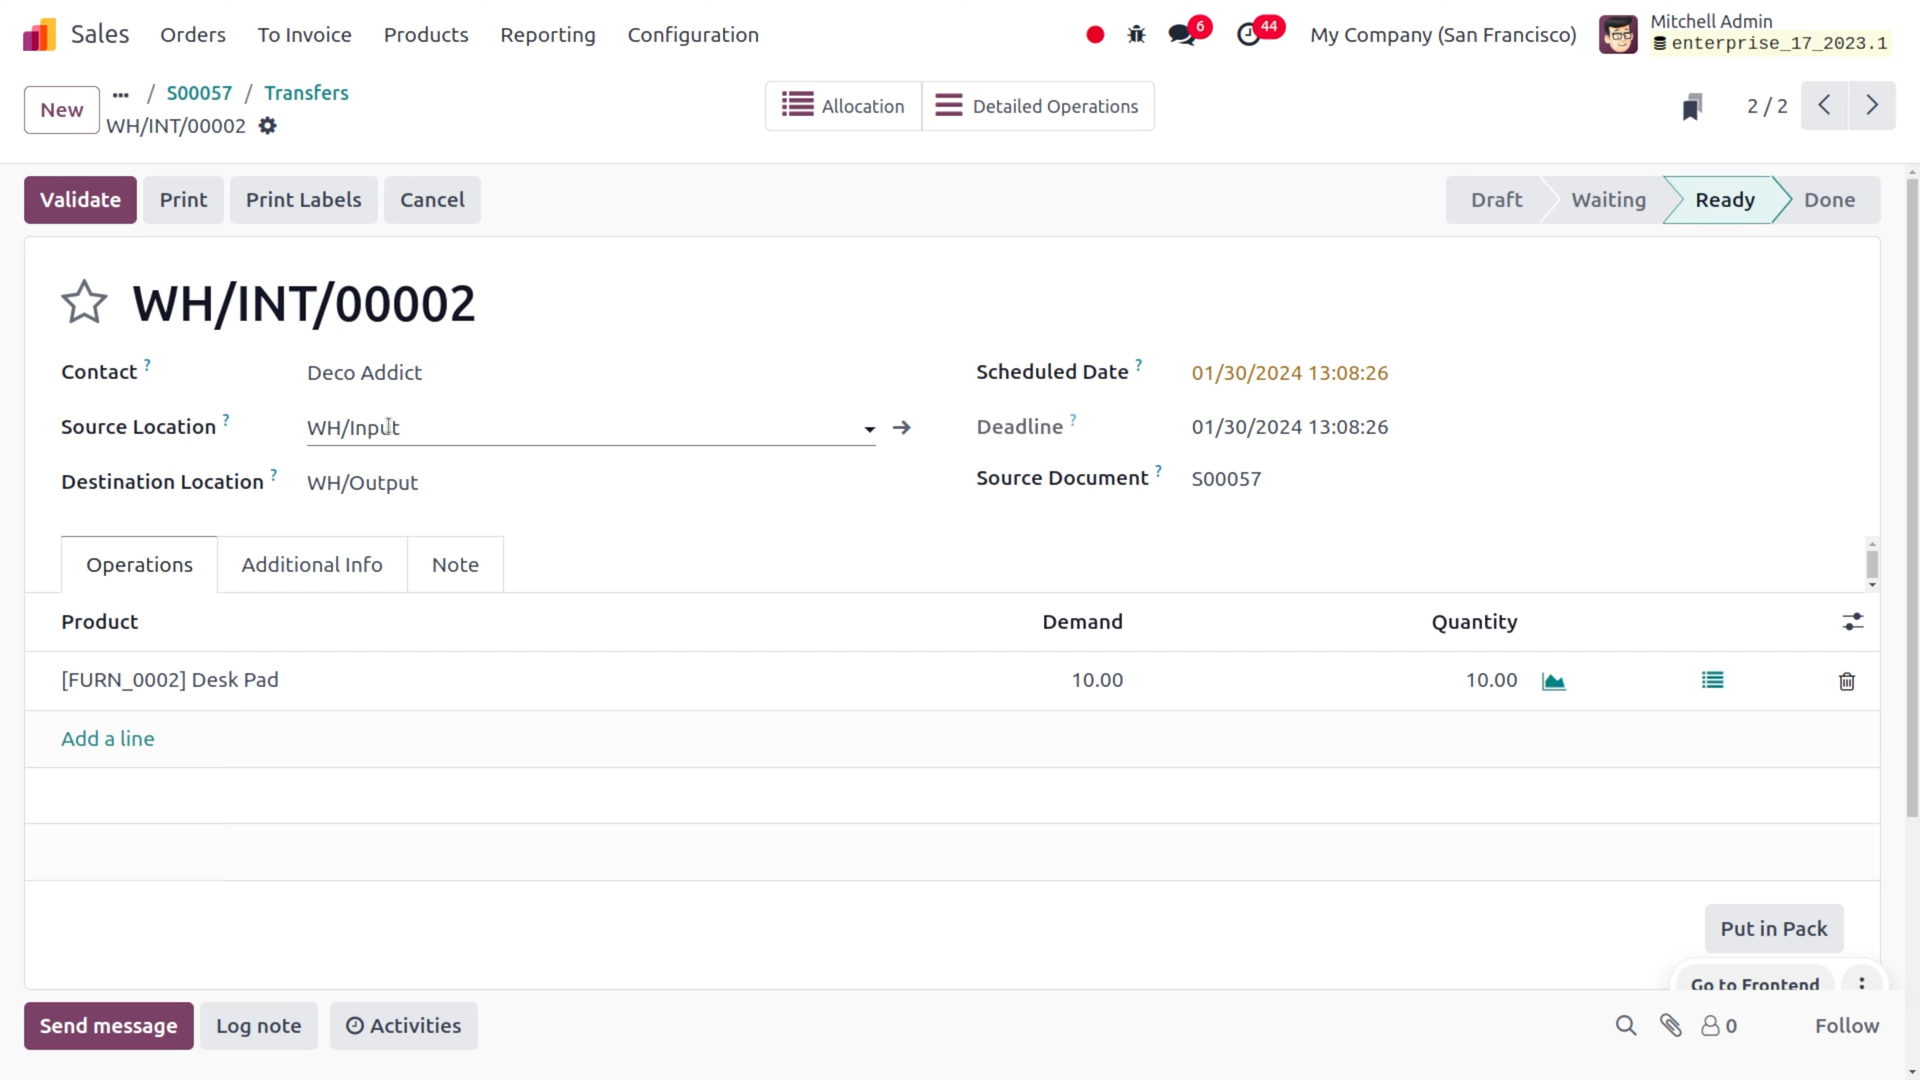 Sales Orders To Invoice Products Reporting Configuration 6 44 My Company (San Francisco) Mitchell Admin
enterprise_17_2023.1
New ... / S00057 / Transfers
WH/INT/00002
Allocation Detailed Operations 2 / 2
Validate Print Print Labels Cancel Draft Waiting Ready Done
WH/INT/00002
Contact ? Deco Addict Scheduled Date ? 01/30/2024 13:08:26
Source Location ? WH/Input Deadline ? 01/30/2024 13:08:26
Destination Location ? WH/Output Source Document ? S00057
Operations Additional Info Note
Product Demand Quantity
[FURN_0002] Desk Pad 10.00 10.00
Add a line
Put in Pack
Go to Frontend
Send message Log note Activities 0 Follow